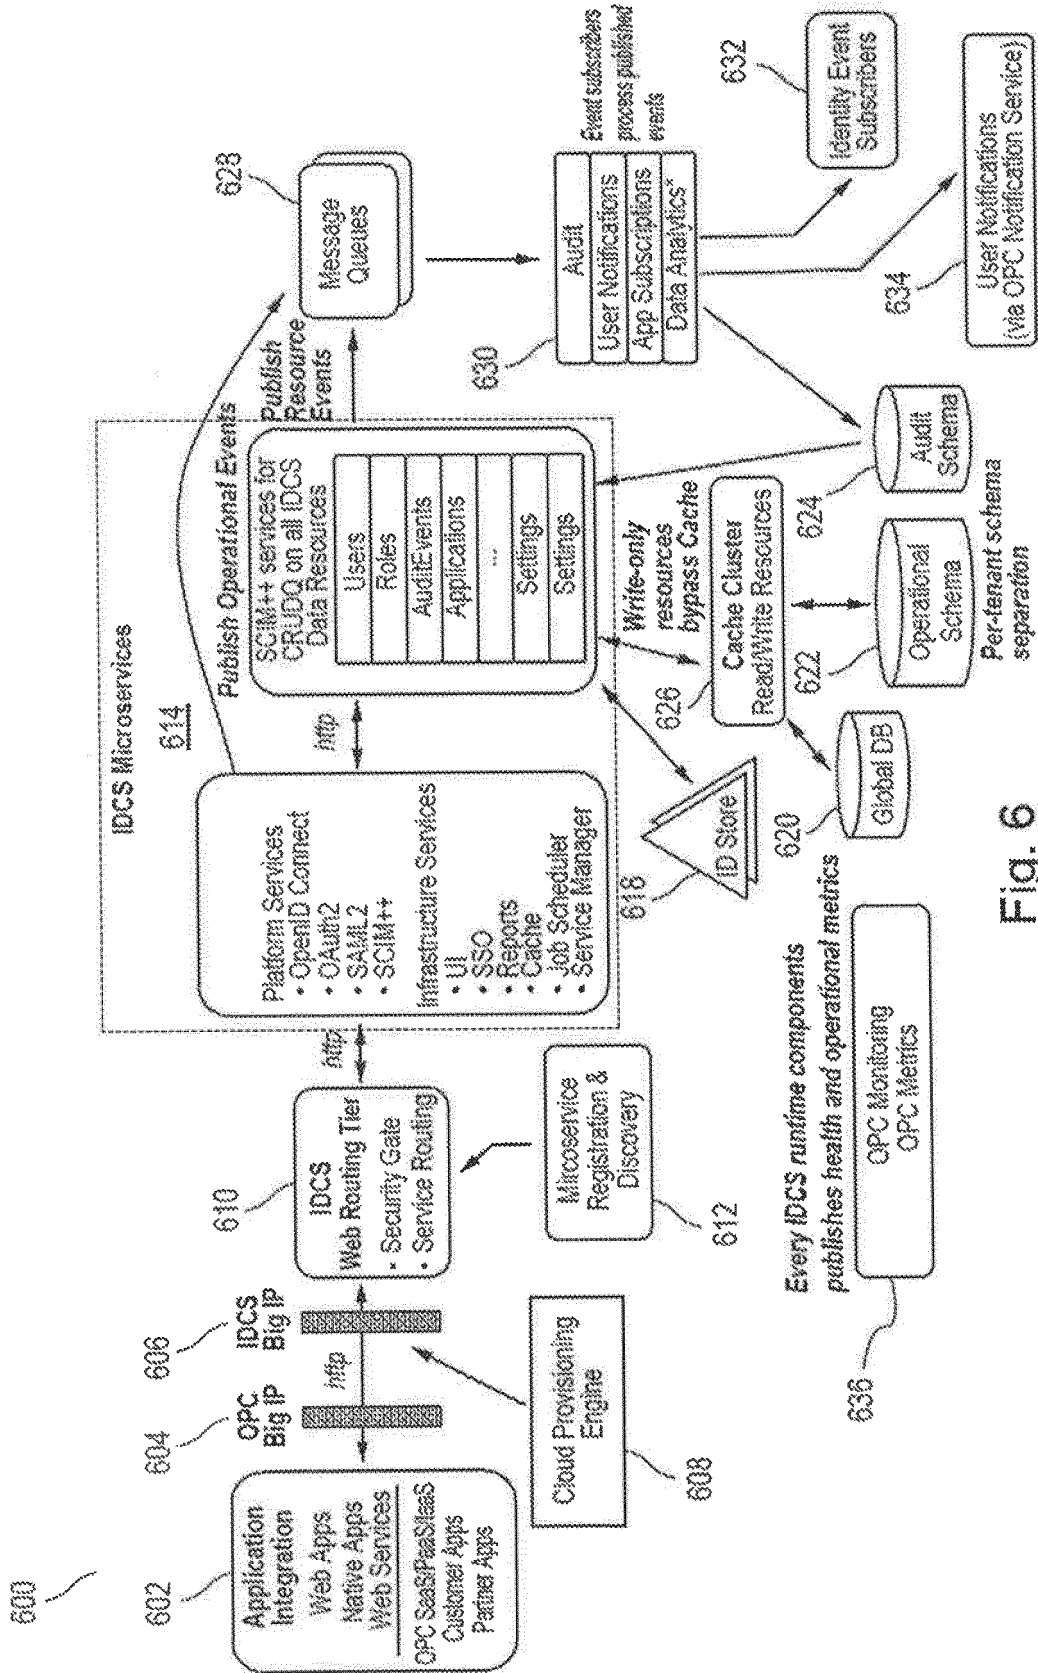 600
602
Application
Integration
Web Apps
Native Apps
Web Services
OPC SaaS/PaaS/IaaS
Customer Apps
Partner Apps
604
OPC
Big IP
http
606
IDCS
Big IP
Cloud Provisioning
Engine
608
610
IDCS
Web Routing Tier
• Security Gate
• Service Routing
Mircoservice
Registration &
Discovery
612
http
IDCS Microservices
614
Platform Services
• OpenID Connect
• OAuth2
• SAML2
• SCIM++
Infrastructure Services
• UI
• SSO
• Reports
• Cache
• Job Scheduler
• Service Manager
http
Publish Operational Events
SCIM++ services for
CRUDQ on all IDCS
Data Resources
Users
Roles
AuditEvents
Applications
...
Settings
Settings
Publish
Resource
Events
628
Message
Queues
630
Audit
User Notifications
App Subscriptions
Data Analytics*
Event subscribers
process published
events
632
Identity Event
Subscribers
634
User Notifications
(via OPC Notification Service)
Write-only
resources
bypass Cache
626
Cache Cluster
Read/Write Resources
618
ID Store
620
Global DB
622
Operational
Schema
624
Audit
Schema
Per-tenant schema
separation
Every IDCS runtime components
publishes health and operational metrics
OPC Monitoring
OPC Metrics
636
Fig. 6